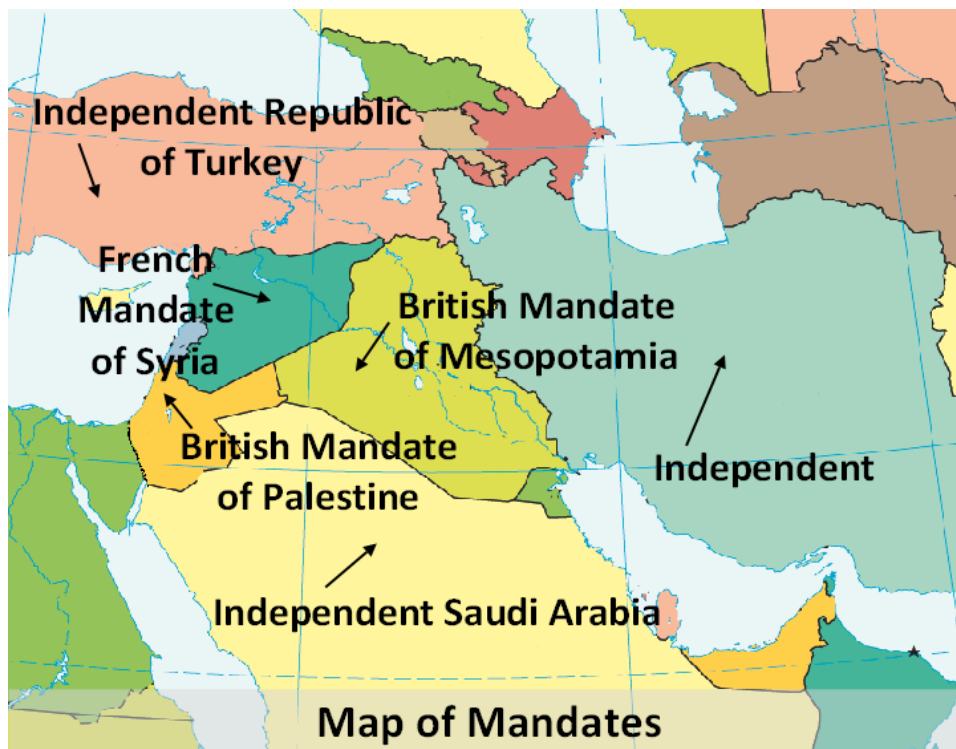 Independent Republic
of Turkey
French
Mandate
of Syria
British Mandate
of Mesopotamia
British Mandate
of Palestine
Independent
Independent Saudi Arabia
Map of Mandates